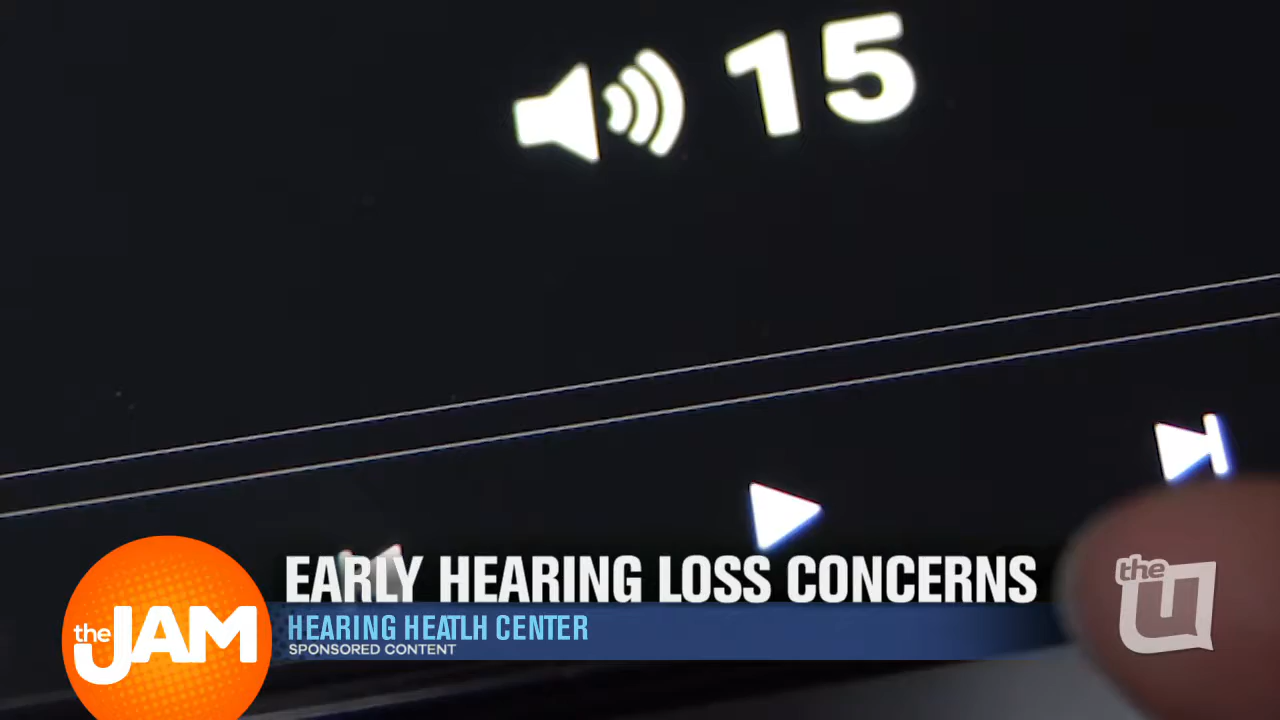 15
EARLY HEARING LOSS CONCERNS
HEARING HEATLH CENTER
SPONSORED CONTENT
the JAM
the U